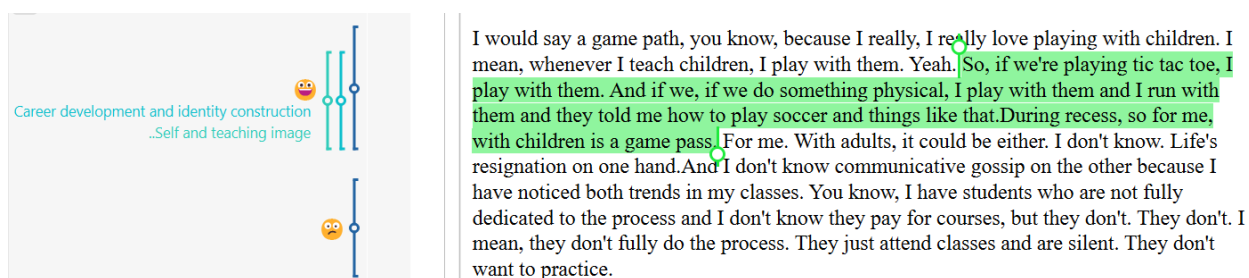 Career development and identity construction
..Self and teaching image
I would say a game path, you know, because I really, I really love playing with children. I
mean, whenever I teach children, I play with them. Yeah. So, if we're playing tic tac toe, I
play with them. And if we, if we do something physical, I play with them and I run with
them and they told me how to play soccer and things like that.During recess, so for me,
with children is a game pass. For me. With adults, it could be either. I don't know. Life's
resignation on one hand.And I don't know communicative gossip on the other because I
have noticed both trends in my classes. You know, I have students who are not fully
dedicated to the process and I don't know they pay for courses, but they don't. They don't. I
mean, they don't fully do the process. They just attend classes and are silent. They don't
want to practice.